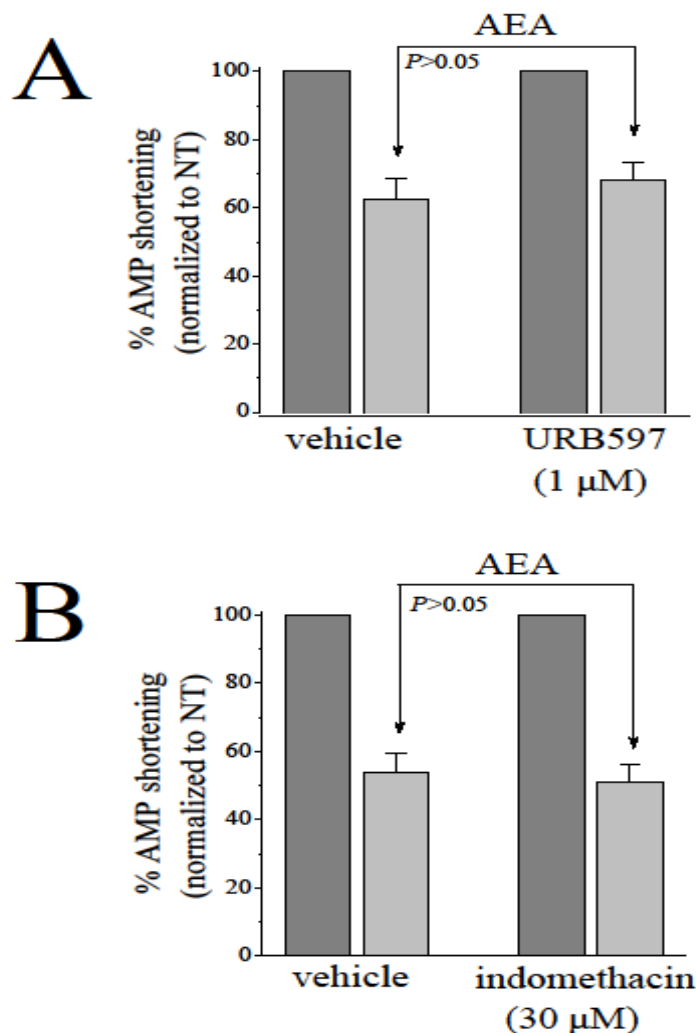 A
AEA
P>0.05
% AMP shortening
(normalized to NT)
100
80
60
40
20
0
vehicle
URB597
(1 μM)
B
AEA
P>0.05
% AMP shortening
(normalized to NT)
100
80
60
40
20
0
vehicle
indomethacin
(30 μM)